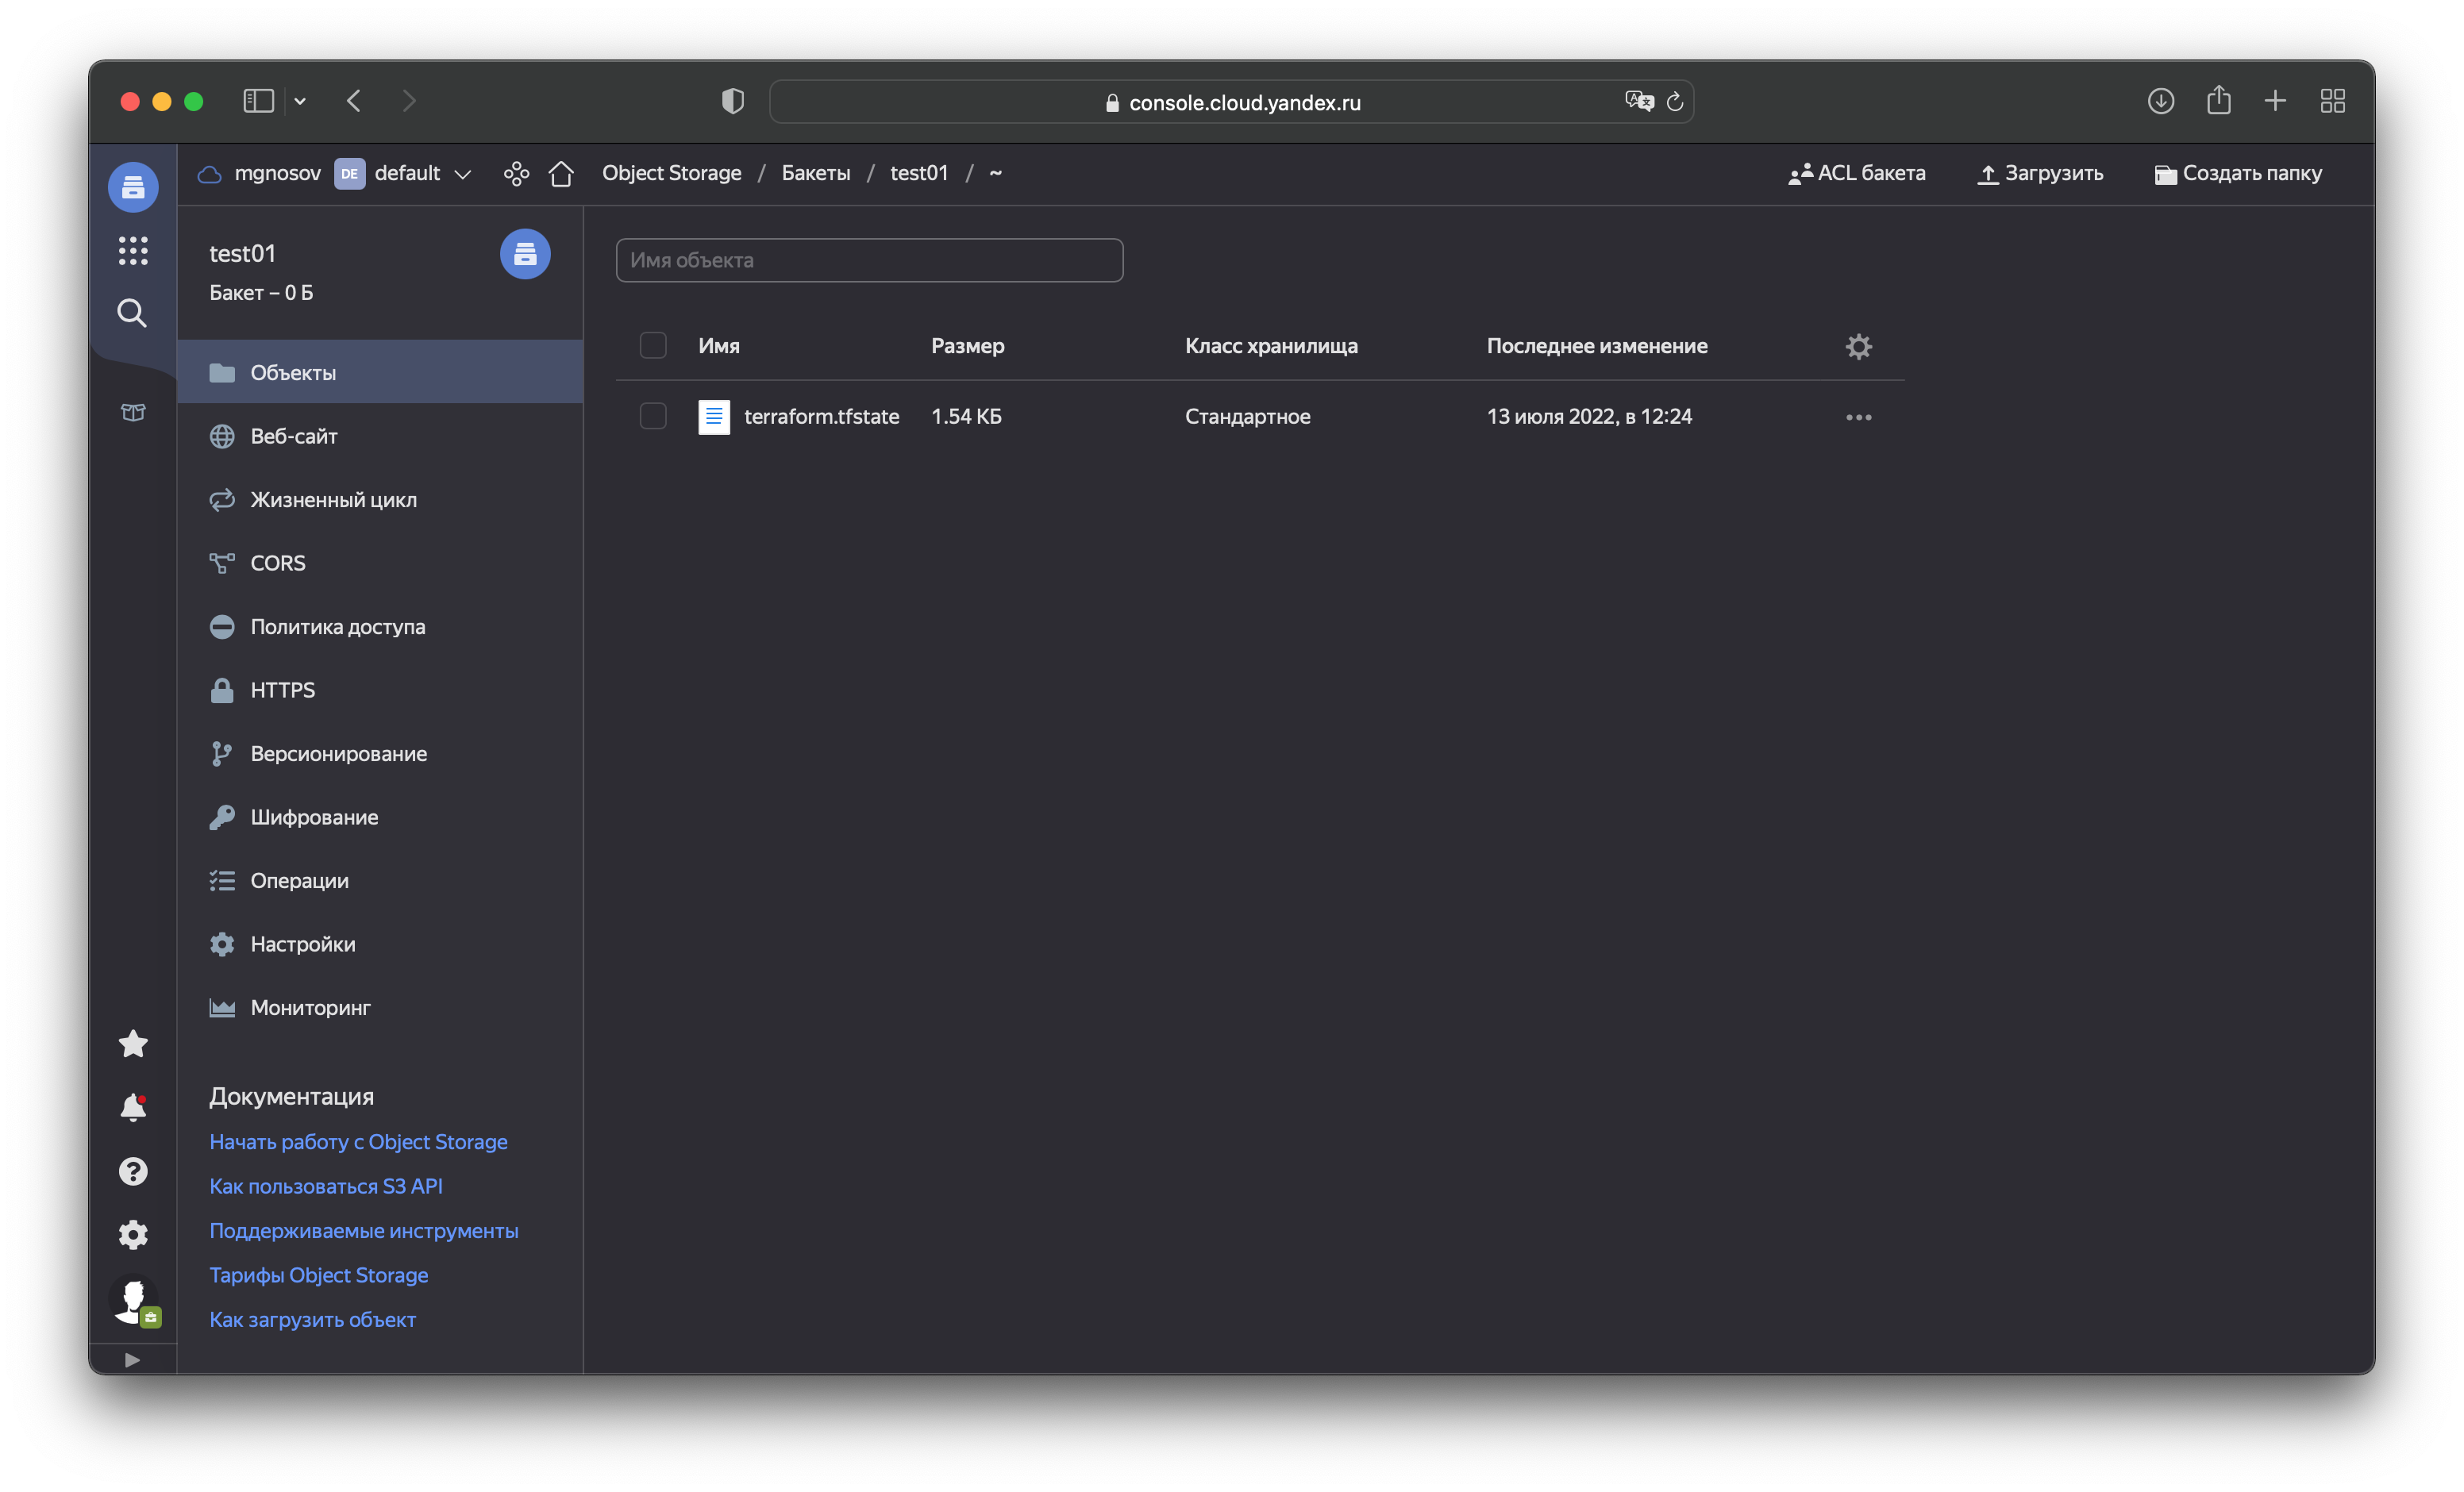 console.cloud.yandex.ru
mgnosov DE default Object Storage / Бакеты / test01 / ~ ACL бакета Загрузить Создать папку
test01
Бакет – 0 Б
Объекты
Веб-сайт
Жизненный цикл
CORS
Политика доступа
HTTPS
Версионирование
Шифрование
Операции
Настройки
Мониторинг
Документация
Начать работу с Object Storage
Как пользоваться S3 API
Поддерживаемые инструменты
Тарифы Object Storage
Как загрузить объект
Имя объекта
Имя Размер Класс хранилища Последнее изменение
terraform.tfstate 1.54 КБ Стандартное 13 июля 2022, в 12:24